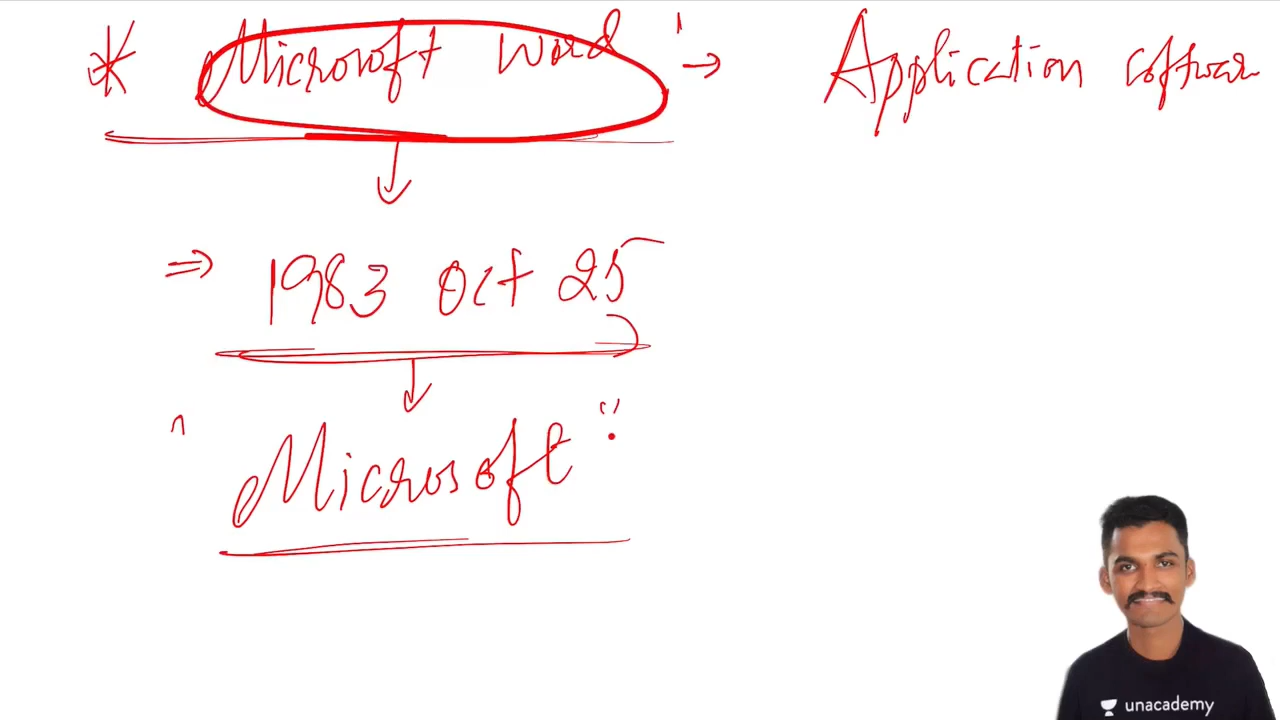 * Microsoft Word " → Application software
⇒ 1983 Oct 25
" Microsoft "
unacademy